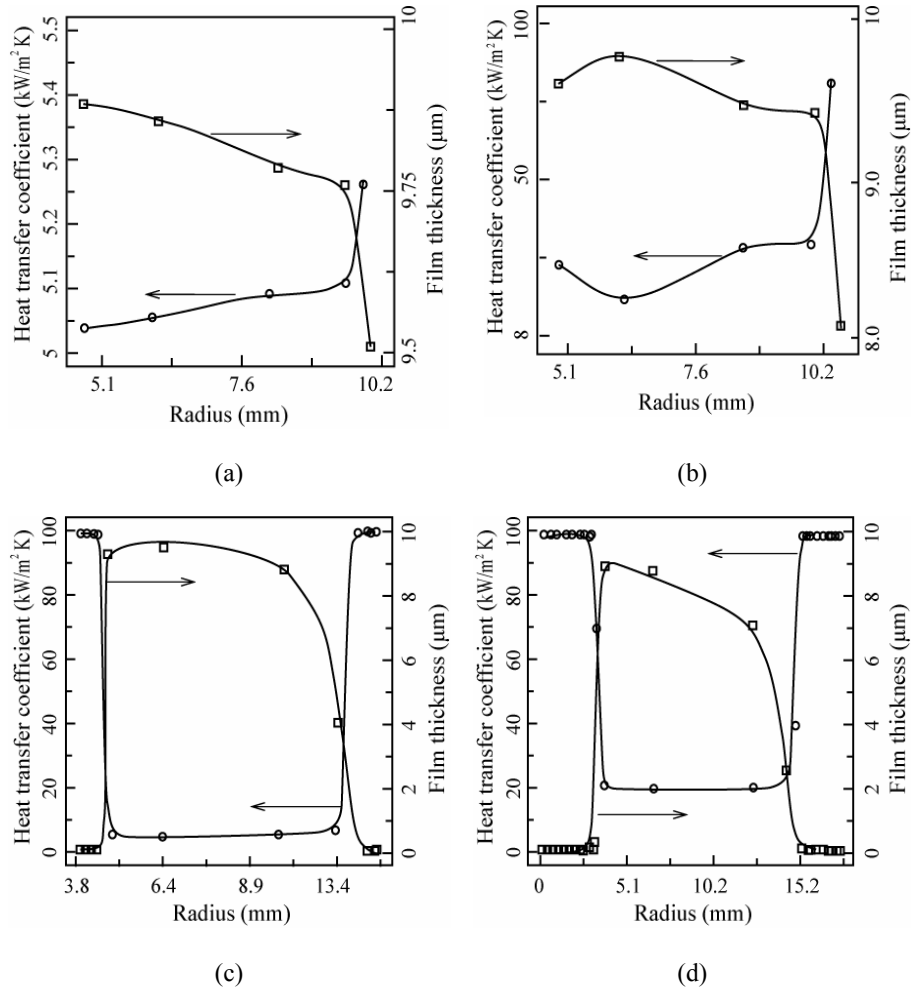 Heat transfer coefficient (kW/m² K)
5.5
5.4
5.3
5.2
5.1
5
10
9.75
9.5
Film thickness (μm)
5.1 7.6 10.2
Radius (mm)
(a)
Heat transfer coefficient (kW/m² K)
100
50
8
10
9.0
8.0
Film thickness (μm)
5.1 7.6 10.2
Radius (mm)
(b)
Heat transfer coefficient (kW/m² K)
100
80
60
40
20
0
10
8
6
4
2
0
Film thickness (μm)
3.8 6.4 8.9 13.4
Radius (mm)
(c)
Heat transfer coefficient (kW/m² K)
100
80
60
40
20
0
10
8
6
4
2
0
Film thickness (μm)
0 5.1 10.2 15.2
Radius (mm)
(d)